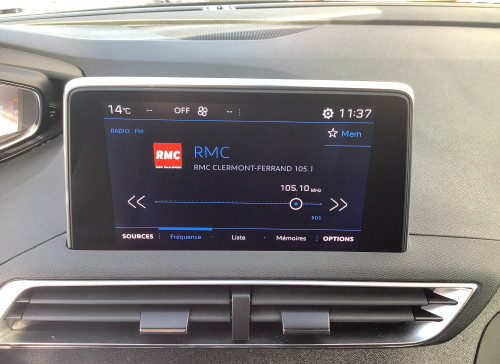 14°C -- OFF -- 11:37
RADIO . FM
Mem
RMC
RMC
RMC CLERMONT-FERRAND 105.1
105.10 MHz
RDS
SOURCES Fréquence Liste Mémoires OPTIONS